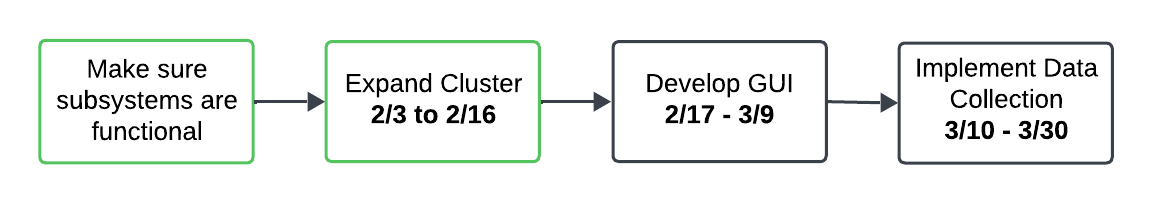 Make sure
subsystems are
functional
Expand Cluster
2/3 to 2/16
Develop GUI
2/17 - 3/9
Implement Data
Collection
3/10 - 3/30